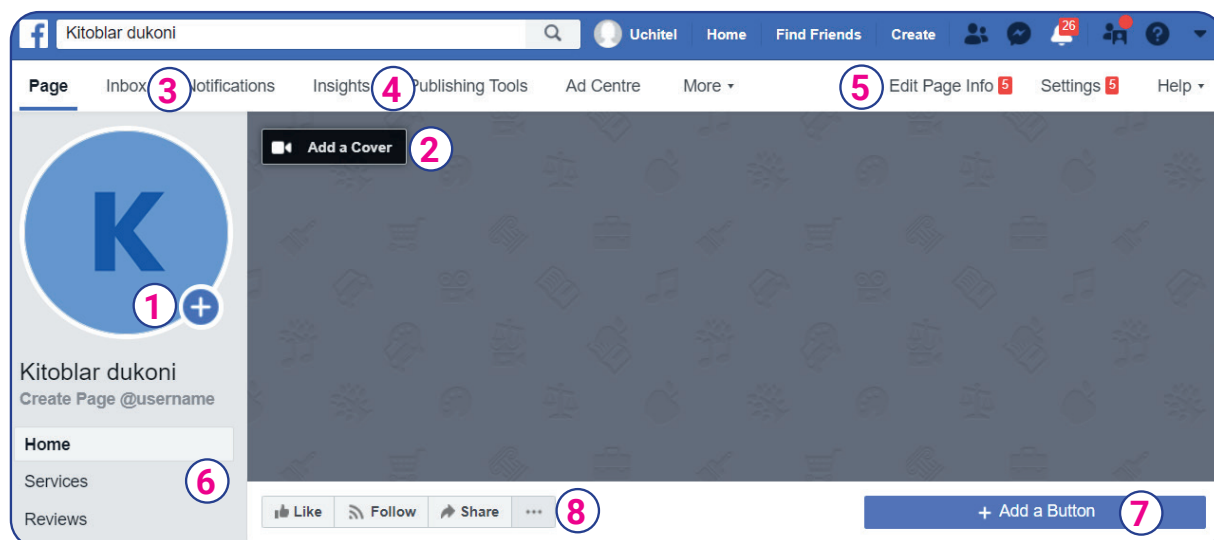 f Kitoblar dukoni Uchitel Home Find Friends Create 26 ?
Page Inbox 3 Notifications Insights 4 Publishing Tools Ad Centre More 5 Edit Page Info 5 Settings 5 Help
Add a Cover 2
K
1 +
Kitoblar dukoni
Create Page @username
Home
Services 6
Reviews
Like Follow Share ... 8 + Add a Button 7